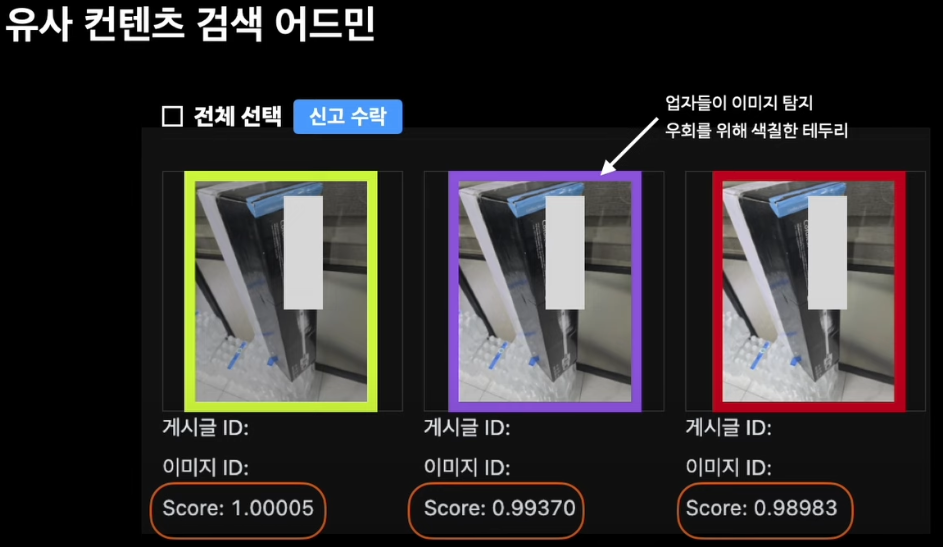 유사 컨텐츠 검색 어드민
전체 선택 신고 수락
업자들이 이미지 탐지
우회를 위해 색칠한 테두리
게시글 ID: 게시글 ID: 게시글 ID:
이미지 ID: 이미지 ID: 이미지 ID:
Score: 1.00005 Score: 0.99370 Score: 0.98983